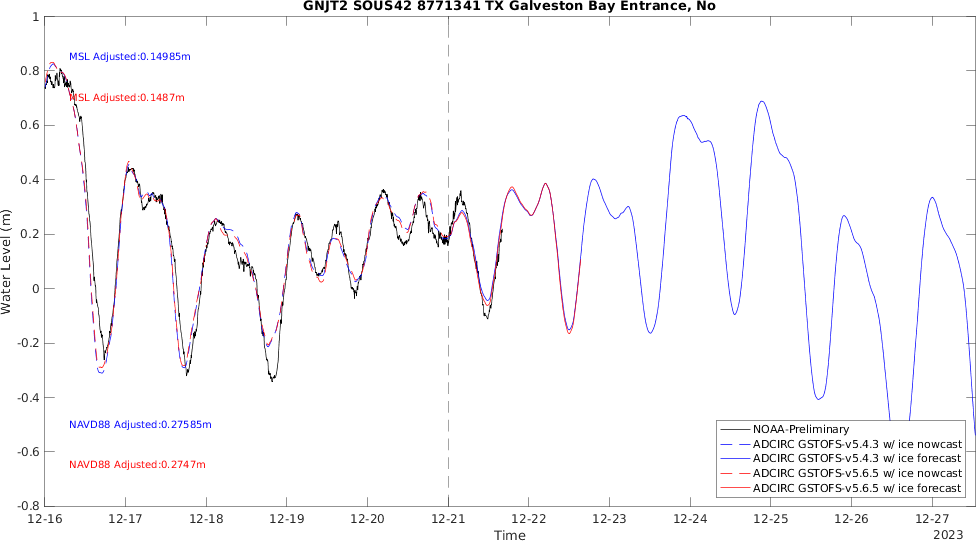 GNJT2 SOUS42 8771341 TX Galveston Bay Entrance, No
1
0.8
0.6
0.4
0.2
0
-0.2
-0.4
-0.6
-0.8
Water Level (m)
MSL Adjusted:0.14985m
MSL Adjusted:0.1487m
NAVD88 Adjusted:0.27585m
NAVD88 Adjusted:0.2747m
NOAA-Preliminary
ADCIRC GSTOFS-v5.4.3 w/ ice nowcast
ADCIRC GSTOFS-v5.4.3 w/ ice forecast
ADCIRC GSTOFS-v5.6.5 w/ ice nowcast
ADCIRC GSTOFS-v5.6.5 w/ ice forecast
12-16 12-17 12-18 12-19 12-20 12-21 12-22 12-23 12-24 12-25 12-26 12-27
Time
2023